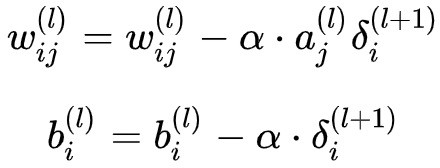 w_{ij}^{(l)} = w_{ij}^{(l)} − α · a_j^{(l)} δ_i^{(l+1)}
b_i^{(l)} = b_i^{(l)} − α · δ_i^{(l+1)}